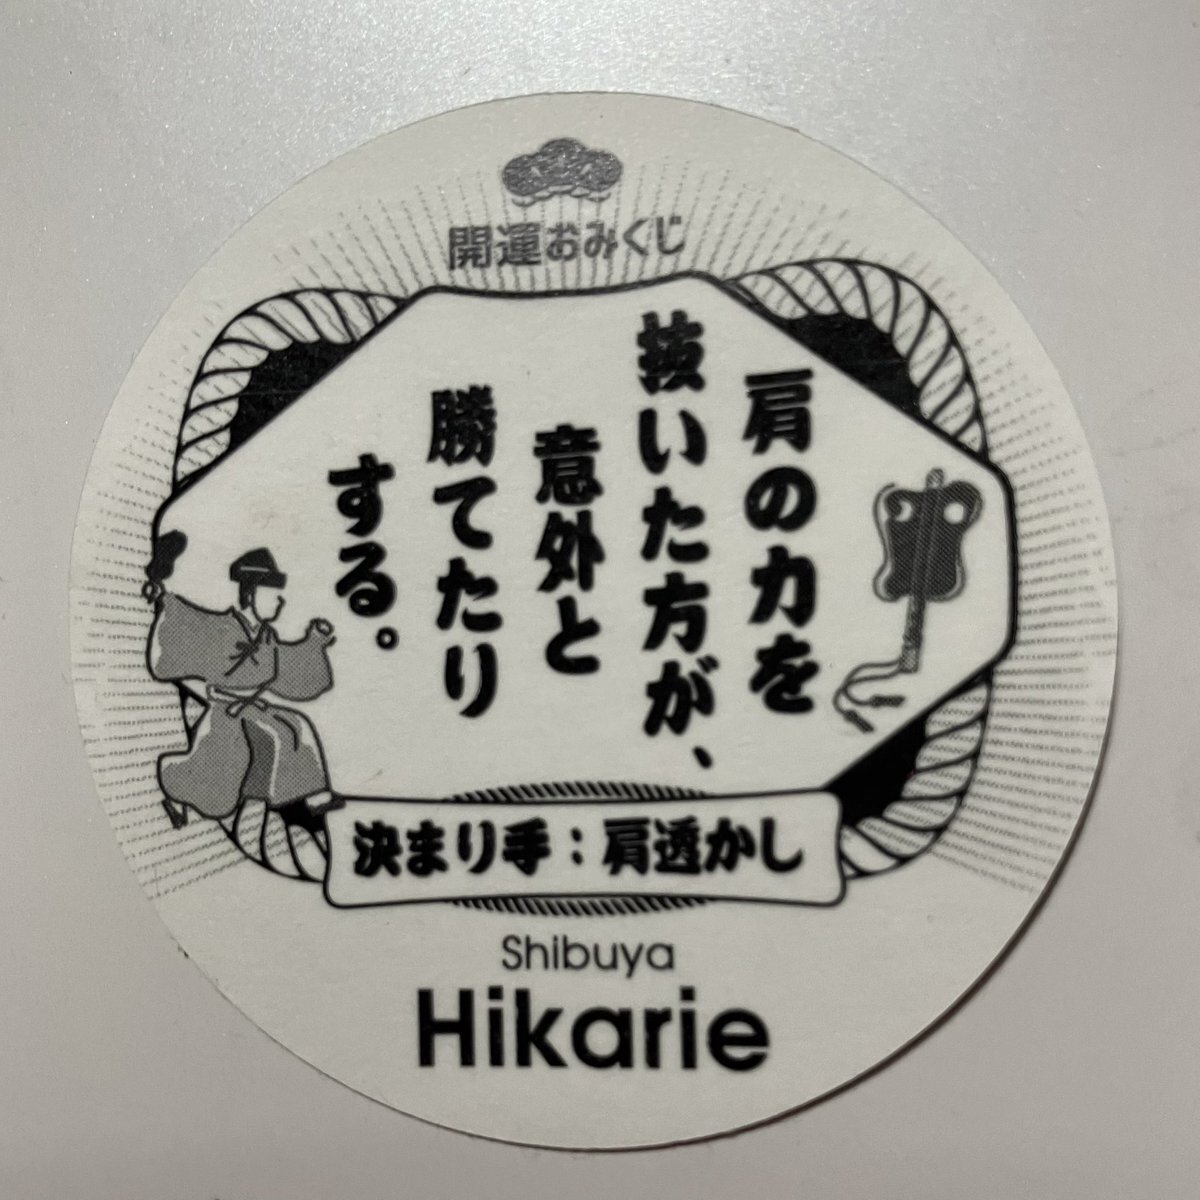 開運おみくじ
肩の力を
抜いた方が、
意外と
勝てたり
する。
決まり手：肩透かし
Shibuya
Hikarie